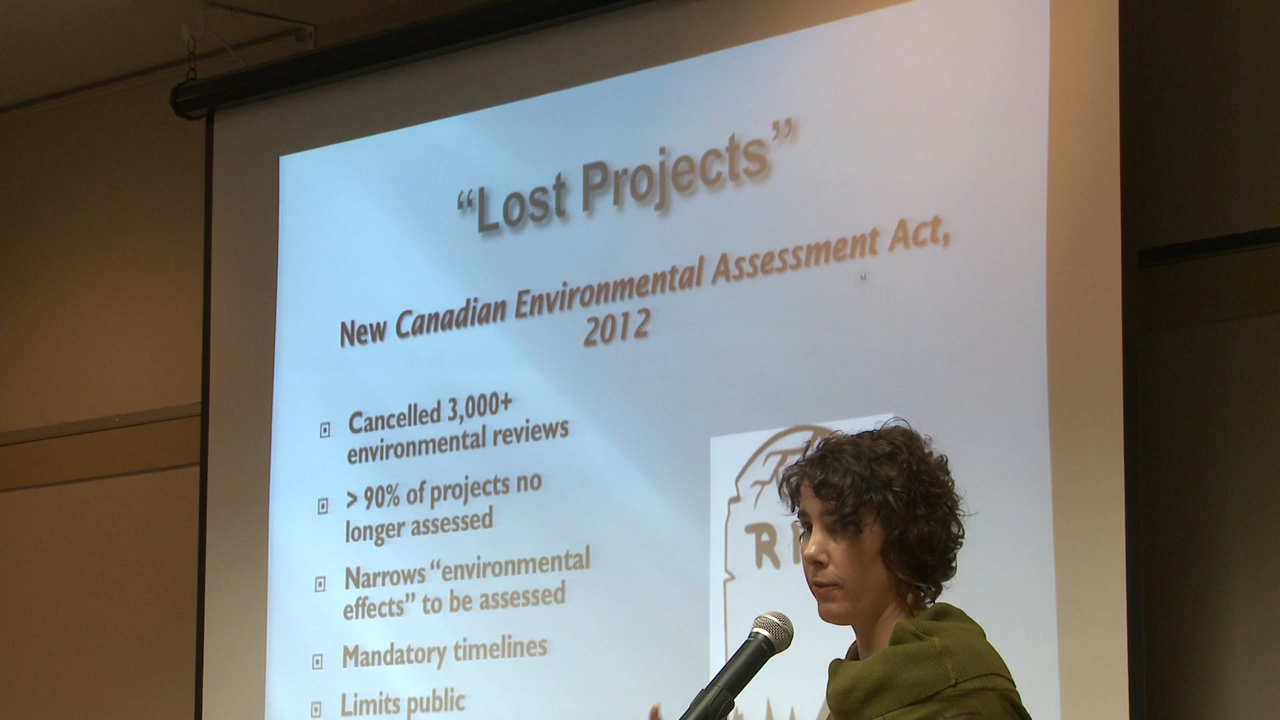 “Lost Projects”
New Canadian Environmental Assessment Act,
2012
Cancelled 3,000+
environmental reviews
> 90% of projects no
longer assessed
Narrows “environmental
effects” to be assessed
Mandatory timelines
Limits public
R